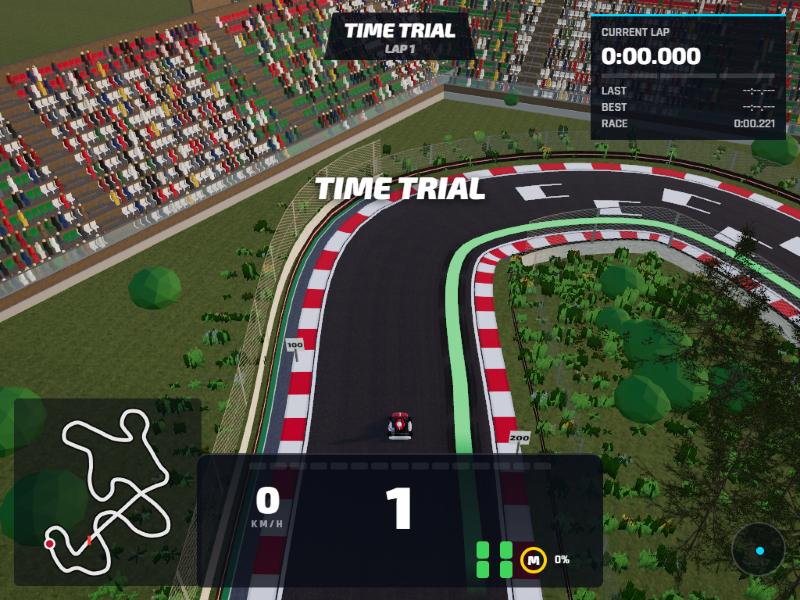 TIME TRIAL
LAP 1
CURRENT LAP
0:00.000
LAST --:--.---
BEST --:--.---
RACE 0:00.221
TIME TRIAL
100
200
0
KM/H
1
M 0%